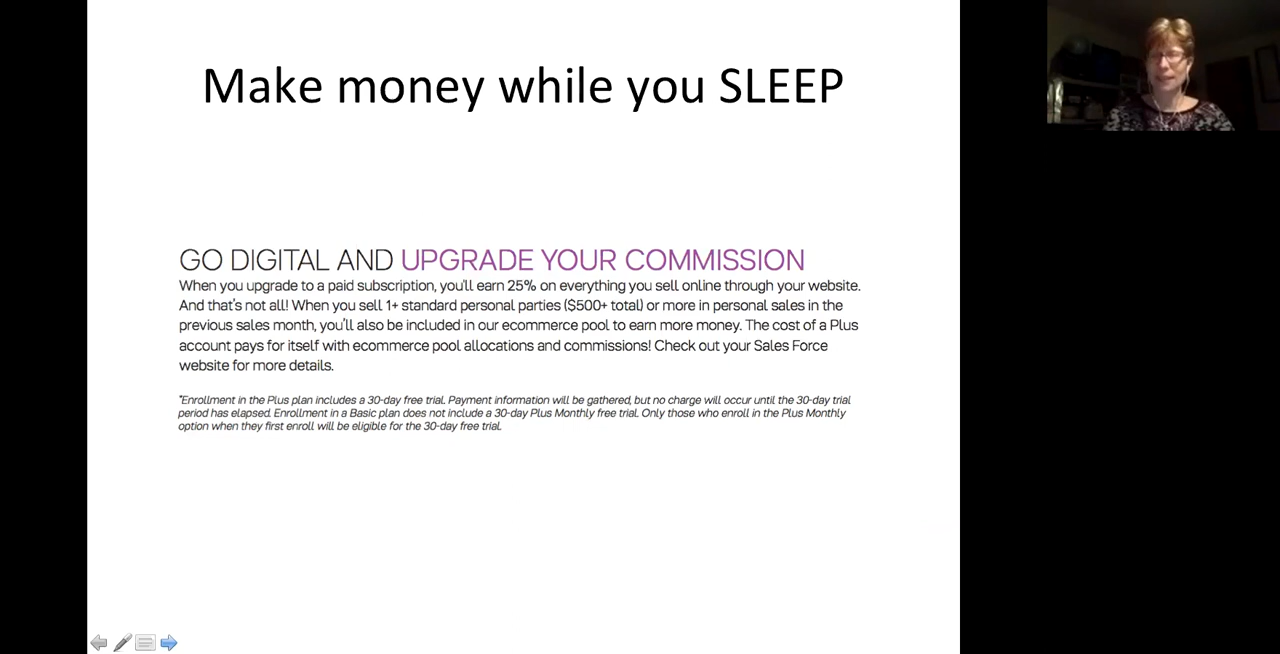 Make money while you SLEEP
GO DIGITAL AND UPGRADE YOUR COMMISSION
When you upgrade to a paid subscription, you'll earn 25% on everything you sell online through your website.
And that's not all! When you sell 1+ standard personal parties ($500+ total) or more in personal sales in the
previous sales month, you'll also be included in our ecommerce pool to earn more money. The cost of a Plus
account pays for itself with ecommerce pool allocations and commissions! Check out your Sales Force
website for more details.
*Enrollment in the Plus plan includes a 30-day free trial. Payment information will be gathered, but no charge will occur until the 30-day trial
period has elapsed. Enrollment in a Basic plan does not include a 30-day Plus Monthly free trial. Only those who enroll in the Plus Monthly
option when they first enroll will be eligible for the 30-day free trial.